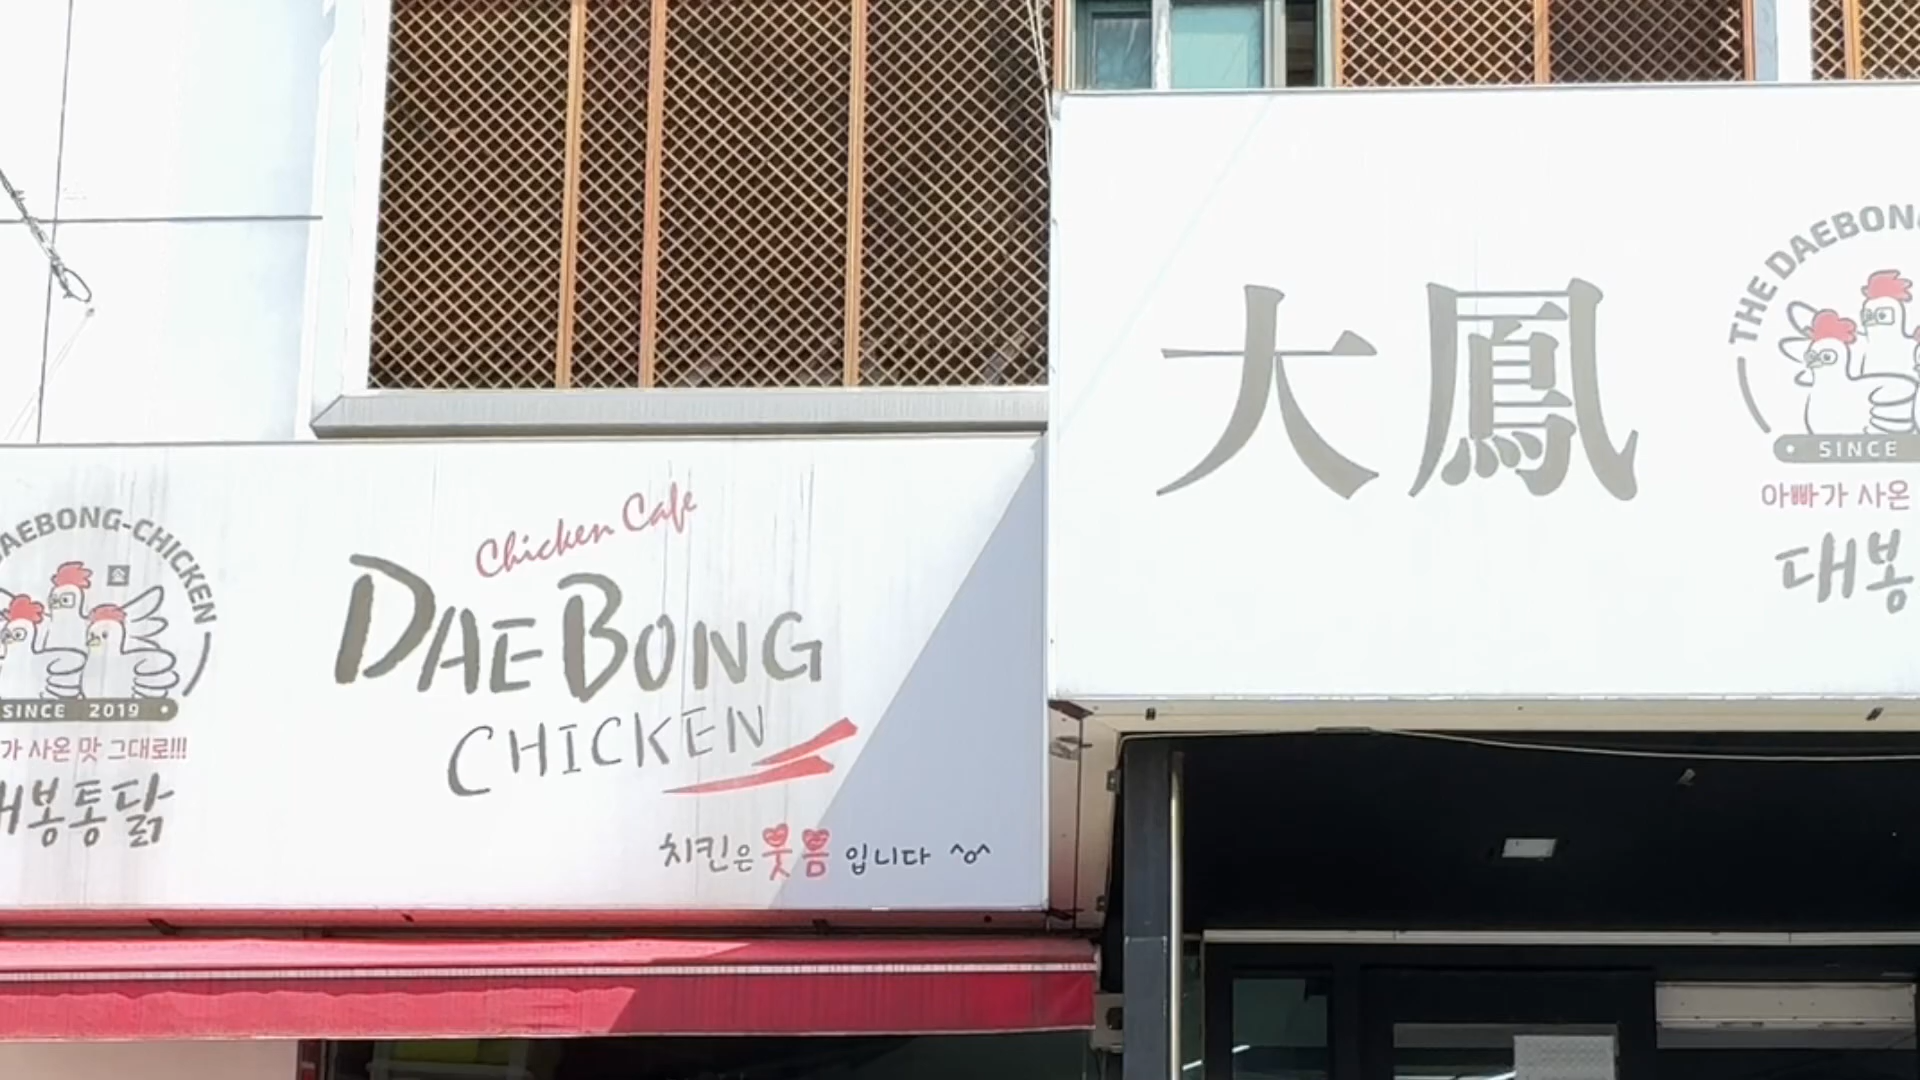 DAEBONG-CHICKEN
SINCE 2019
가 사온 맛 그대로!!!
대봉통닭
Chicken Cafe
DAEBONG
CHICKEN
치킨은 웃음 입니다 ^o^
大鳳
THE DAEBONG
SINCE
아빠가 사온
대봉